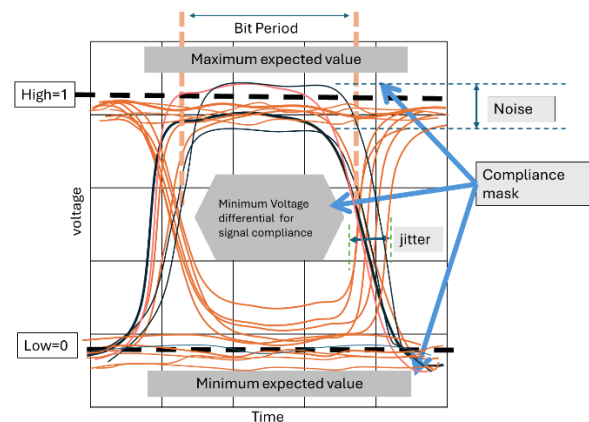 Bit Period
Maximum expected value
High=1
Noise
Compliance
mask
Minimum Voltage
differential for
signal compliance
voltage
jitter
Low=0
Minimum expected value
Time